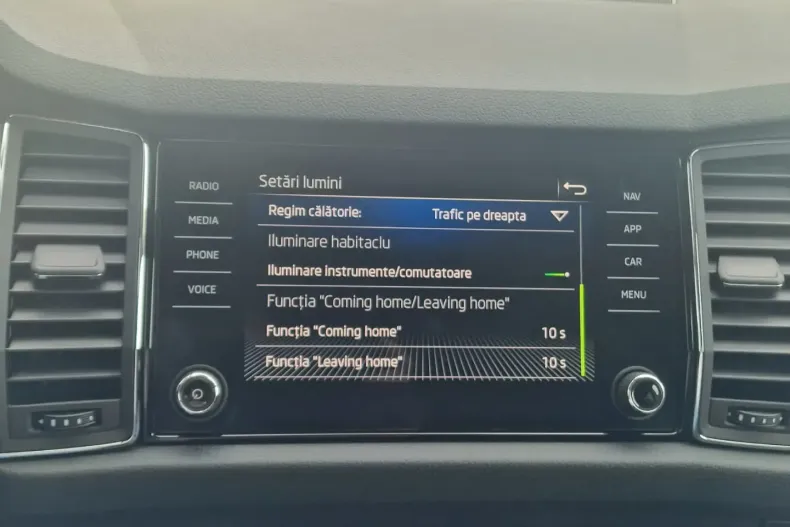 RADIO
MEDIA
PHONE
VOICE
Setări lumini
Regim călătorie: Trafic pe dreapta
Iluminare habitaclu
Iluminare instrumente/comutatoare
Funcția "Coming home/Leaving home"
Funcția "Coming home" 10 s
Funcția "Leaving home" 10 s
NAV
APP
CAR
MENU